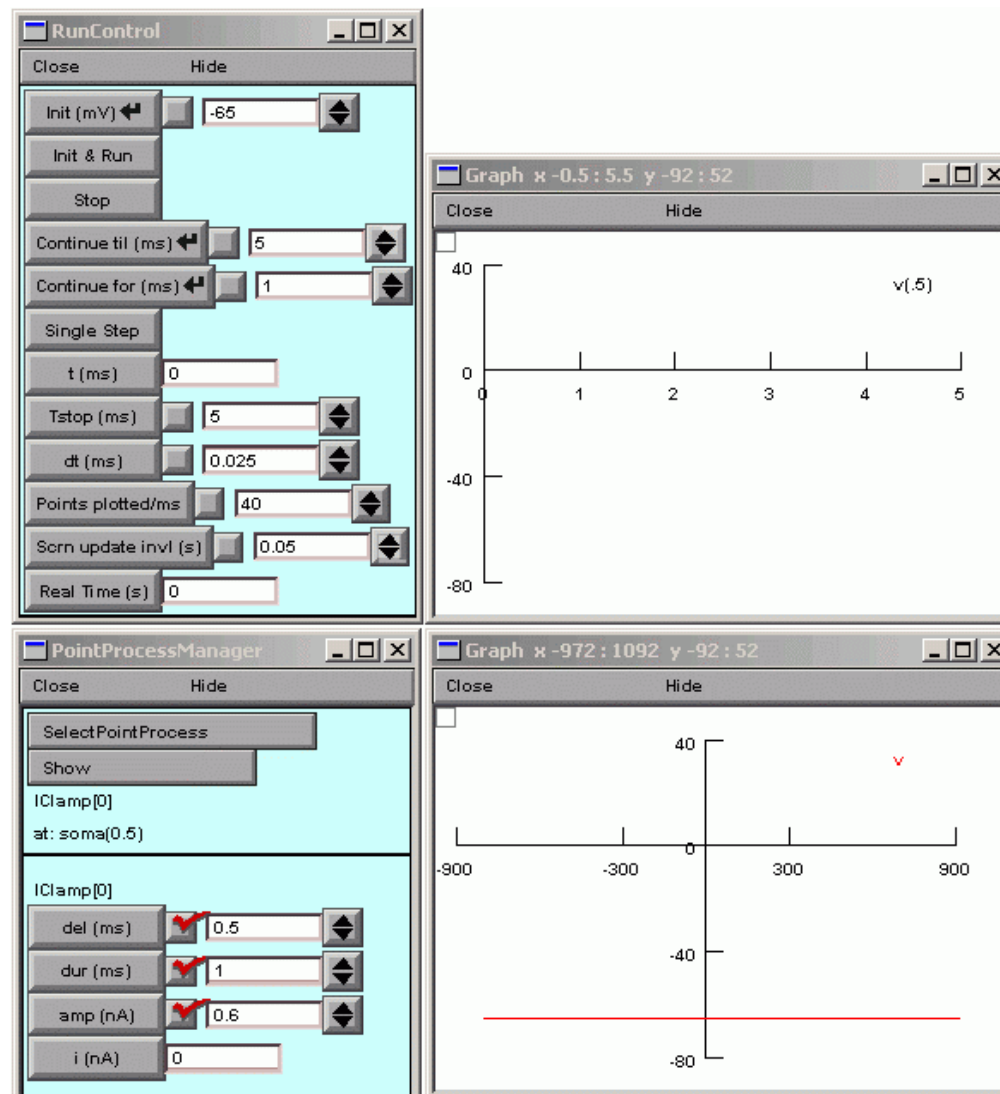 RunControl
Close Hide
Init (mV) -65
Init & Run
Stop
Continue til (ms) 5
Continue for (ms) 1
Single Step
t (ms) 0
Tstop (ms) 5
dt (ms) 0.025
Points plotted/ms 40
Scrn update invl (s) 0.05
Real Time (s) 0
Graph x -0.5 : 5.5 y -92 : 52
Close Hide
40
v(.5)
0
0 1 2 3 4 5
-40
-80
PointProcessManager
Close Hide
SelectPointProcess
Show
IClamp[0]
at: soma(0.5)
IClamp[0]
del (ms) 0.5
dur (ms) 1
amp (nA) 0.6
i (nA) 0
Graph x -972 : 1092 y -92 : 52
Close Hide
40
v
0
-900 -300 300 900
-40
-80